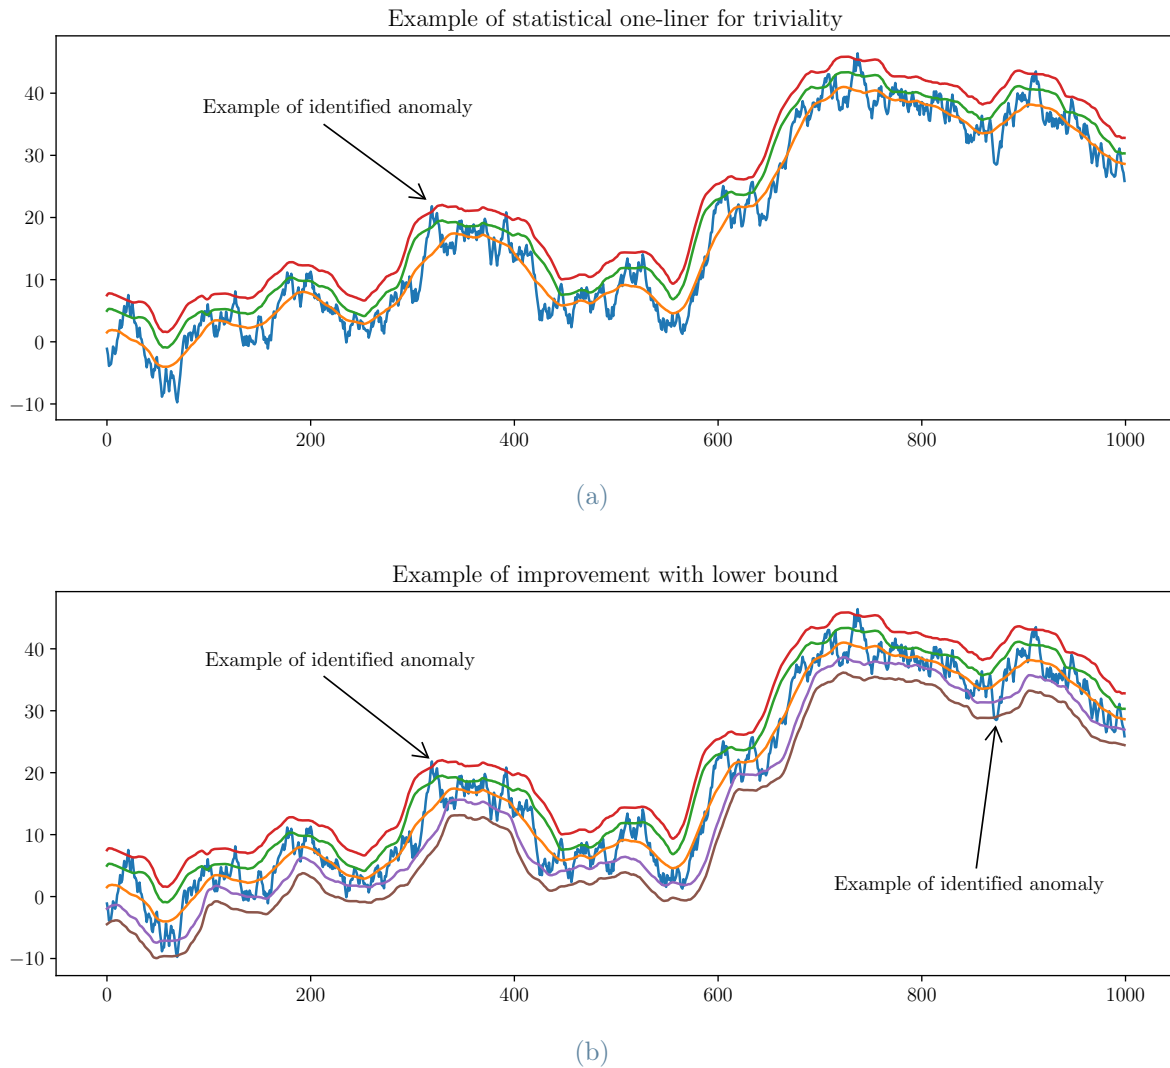 Example of statistical one-liner for triviality
Example of identified anomaly
40
30
20
10
0
−10
0 200 400 600 800 1000
(a)
Example of improvement with lower bound
Example of identified anomaly
40
30
20
10
0
−10
Example of identified anomaly
0 200 400 600 800 1000
(b)